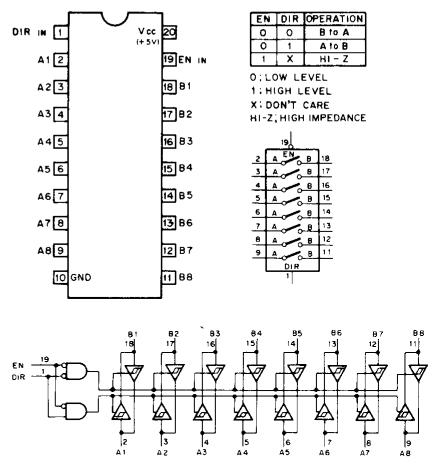 DIR IN 1
Vcc 20
(+5V)
A1 2
19 EN IN
A2 3
18 B1
A3 4
17 B2
A4 5
16 B3
A5 6
15 B4
A6 7
14 B5
A7 8
13 B6
A8 9
12 B7
10 GND
11 B8
EN DIR OPERATION
0 0 B to A
0 1 A to B
1 X HI-Z
0; LOW LEVEL
1; HIGH LEVEL
X; DON'T CARE
HI-Z; HIGH IMPEDANCE
19
EN
2 A B 18
3 A B 17
4 A B 16
5 A B 15
6 A B 14
7 A B 13
8 A B 12
9 A B 11
DIR
1
B1 B2 B3 B4 B5 B6 B7 B8
18 17 16 15 14 13 12 11
EN 19
DIR 1
2 3 4 5 6 7 8 9
A1 A2 A3 A4 A5 A6 A7 A8